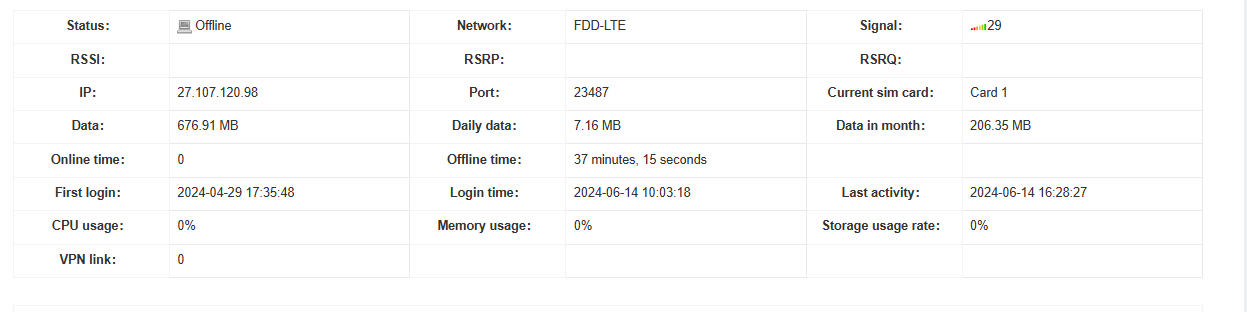 Status: Offline Network: FDD-LTE Signal: 29
RSSI: RSRP: RSRQ:
IP: 27.107.120.98 Port: 23487 Current sim card: Card 1
Data: 676.91 MB Daily data: 7.16 MB Data in month: 206.35 MB
Online time: 0 Offline time: 37 minutes, 15 seconds
First login: 2024-04-29 17:35:48 Login time: 2024-06-14 10:03:18 Last activity: 2024-06-14 16:28:27
CPU usage: 0% Memory usage: 0% Storage usage rate: 0%
VPN link: 0